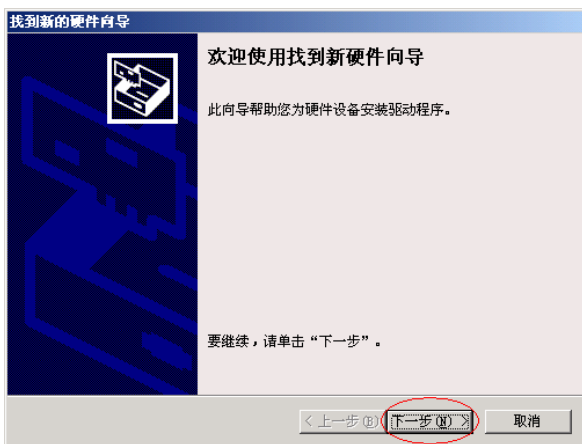 找到新的硬件向导
欢迎使用找到新硬件向导
此向导帮助您为硬件设备安装驱动程序。
要继续，请单击“下一步”。
< 上一步(B) 下一步(N) > 取消